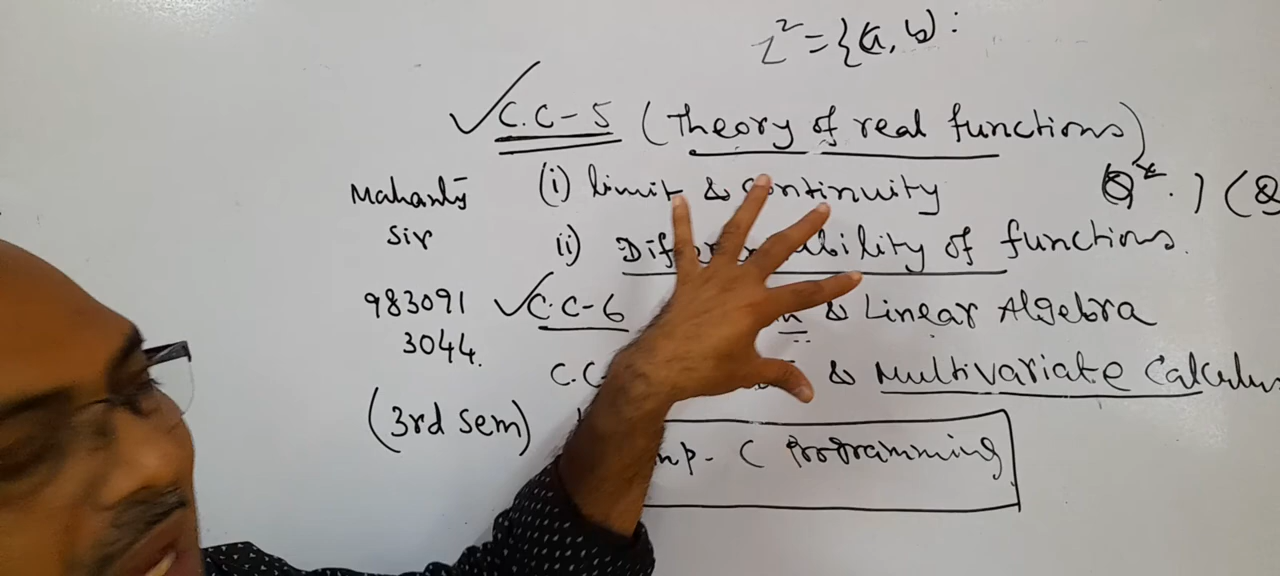 Z² = {(a, b) :
✓ C.C-5 (Theory of real functions)
Mahanty (i) limit & Continuity
Sir ii) of functions.
Q* . ) (Q
983091 ✓ C.C-6 & Linear Algebra
3044.
C.C & Multivariate Calculus
(3rd Sem)
C Programming